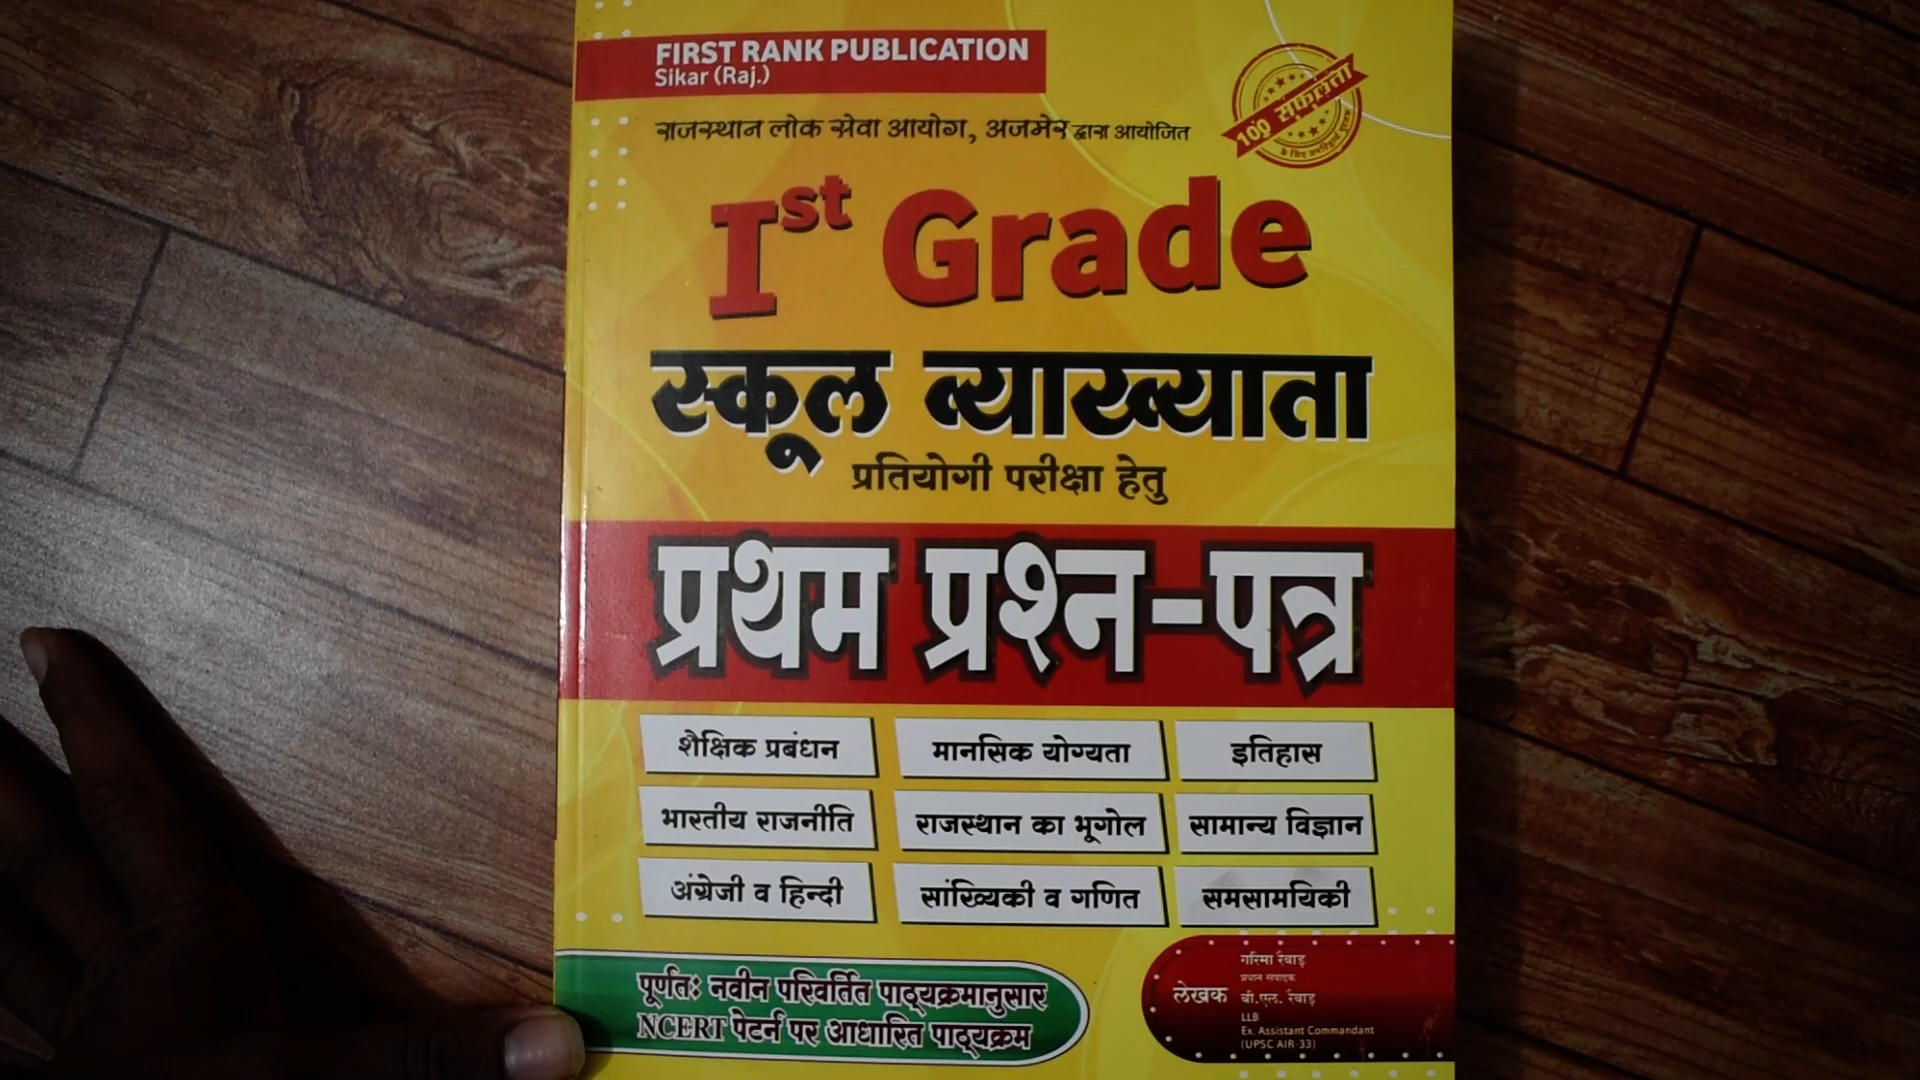 FIRST RANK PUBLICATION
Sikar (Raj.)
राजस्थान लोक सेवा आयोग, अजमेर द्वारा आयोजित
100 सफलता
Iˢᵗ Grade
स्कूल व्याख्याता
प्रतियोगी परीक्षा हेतु
प्रथम प्रश्न-पत्र
शैक्षिक प्रबंधन
मानसिक योग्यता
इतिहास
भारतीय राजनीति
राजस्थान का भूगोल
सामान्य विज्ञान
अंग्रेजी व हिन्दी
सांख्यिकी व गणित
समसामयिकी
पूर्णतः नवीन परिवर्तित पाठ्यक्रमानुसार
NCERT पेटर्न पर आधारित पाठ्यक्रम
लेखक
गरिमा रैवाड़
प्रधान संपादक
बी.एल. रैवाड़
LLB
Ex. Assistant Commandant
(UPSC AIR-33)